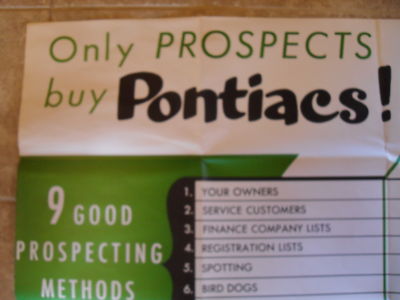 Only PROSPECTS
buy Pontiacs!
9 GOOD
PROSPECTING
METHODS
1. YOUR OWNERS
2. SERVICE CUSTOMERS
3. FINANCE COMPANY LISTS
4. REGISTRATION LISTS
5. SPOTTING
6. BIRD DOGS